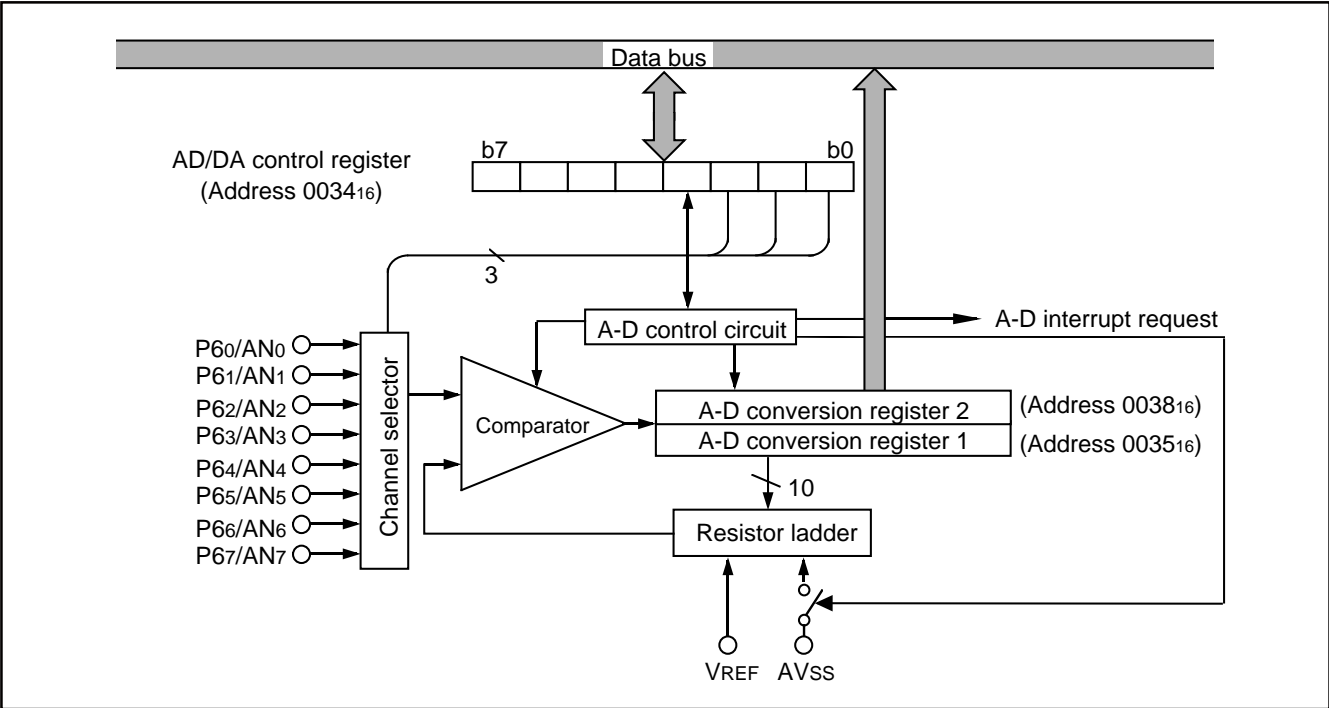 Data bus
b7
b0
AD/DA control register
(Address 003416)
3
A-D control circuit
A-D interrupt request
P60/AN0
P61/AN1
P62/AN2
P63/AN3
P64/AN4
P65/AN5
P66/AN6
P67/AN7
Channel selector
Comparator
A-D conversion register 2
(Address 003816)
A-D conversion register 1
(Address 003516)
10
Resistor ladder
VREF
AVSS